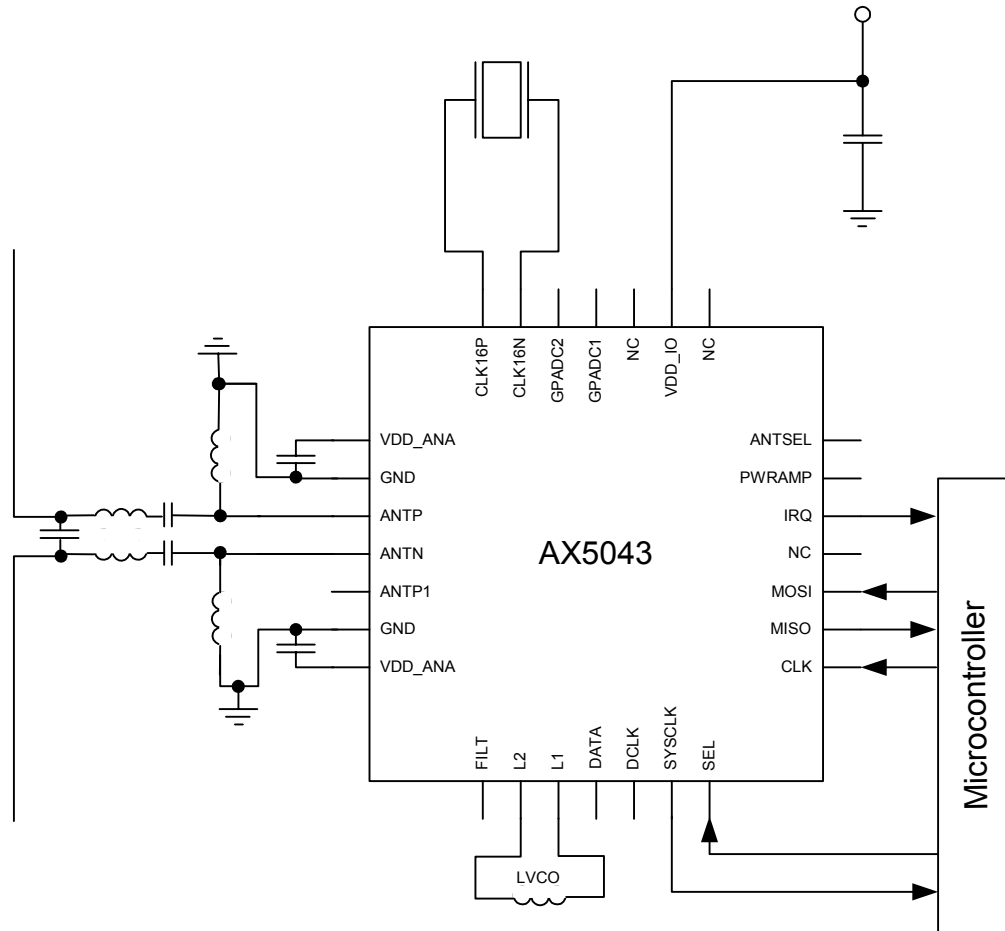 CLK16P
CLK16N
GPADC2
GPADC1
NC
VDD_IO
NC
VDD_ANA
GND
ANTP
ANTN
ANTP1
GND
VDD_ANA
AX5043
ANTSEL
PWRAMP
IRQ
NC
MOSI
MISO
CLK
FILT
L2
L1
DATA
DCLK
SYSCLK
SEL
LVCO
Microcontroller